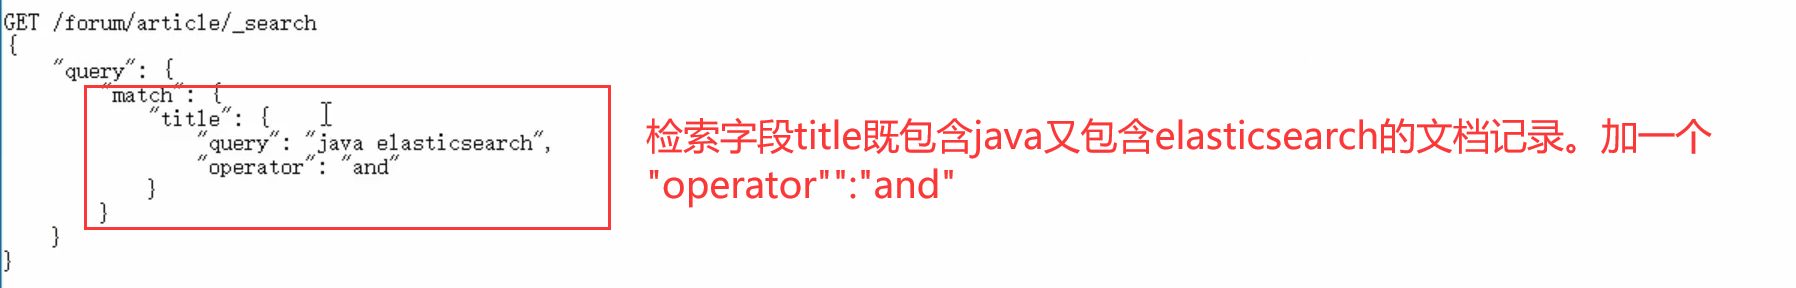 GET /forum/article/_search
{
"query": {
"match": {
"title": {
"query": "java elasticsearch",
"operator": "and"
}
}
}
}
检索字段title既包含java又包含elasticsearch的文档记录。加一个
"operator"":"and"